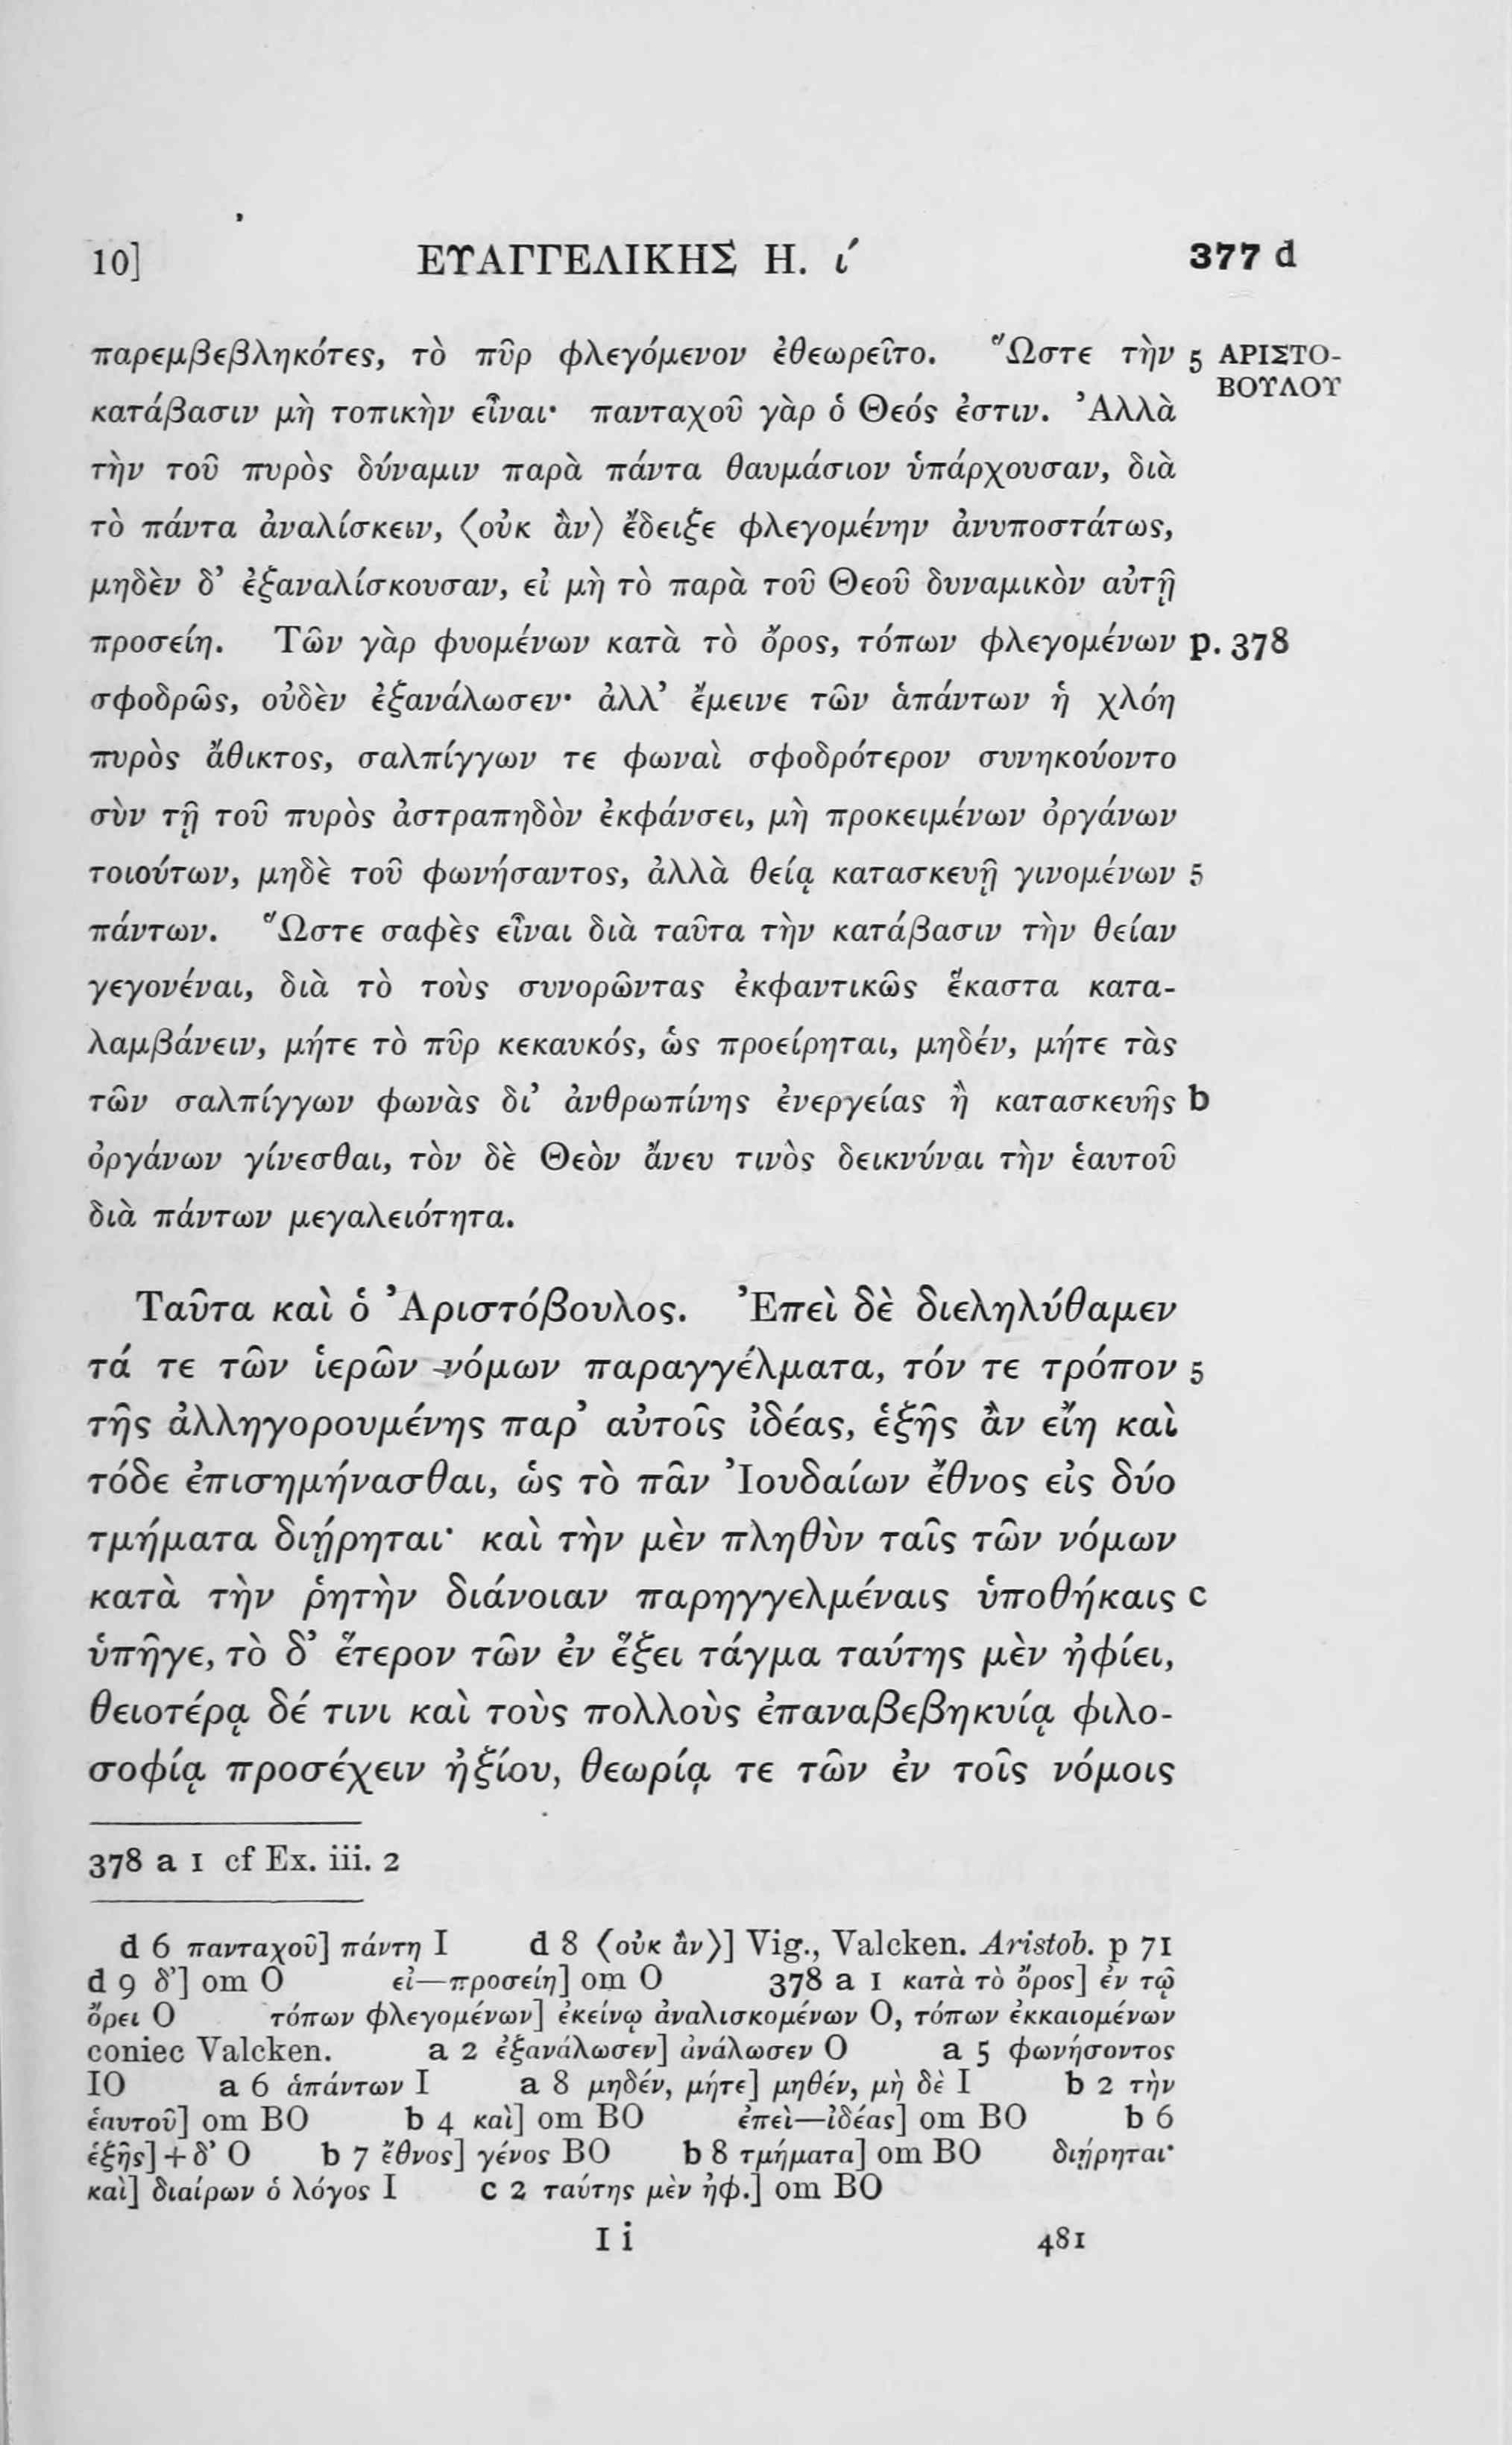 10] ΕΥΑΓΓΕΛΙΚΗΣ Η. ί 377 d
παρεμβεβληκότες, τὸ πῦρ φλεγόμενον ἐθεωρεῖτο. Ὥστε τὴν 5 ΑΡΙΣΤΟ-
ΒΟΥΛΟΥ
κατάβασιν μὴ τοπικὴν εἶναι· πανταχοῦ γὰρ ὁ Θεός ἐστιν. Ἀλλὰ
τὴν τοῦ πυρὸς δύναμιν παρὰ πάντα θαυμάσιον ὑπάρχουσαν, διὰ
τὸ πάντα ἀναλίσκειν, ⟨οὐκ ἂν⟩ ἔδειξε φλεγομένην ἀνυποστάτως,
μηδὲν δ’ ἐξαναλίσκουσαν, εἰ μὴ τὸ παρὰ τοῦ Θεοῦ δυναμικὸν αὐτῇ
προσείη. Τῶν γὰρ φυομένων κατὰ τὸ ὄρος, τόπων φλεγομένων p. 378
σφοδρῶς, οὐδὲν ἐξανάλωσεν· ἀλλ’ ἔμεινε τῶν ἁπάντων ἡ χλόη
πυρὸς ἄθικτος, σαλπίγγων τε φωναὶ σφοδρότερον συνηκούοντο
σὺν τῇ τοῦ πυρὸς ἀστραπηδὸν ἐκφάνσει, μὴ προκειμένων ὀργάνων
τοιούτων, μηδὲ τοῦ φωνήσαντος, ἀλλὰ θείᾳ κατασκευῇ γινομένων 5
πάντων. Ὥστε σαφὲς εἶναι διὰ ταῦτα τὴν κατάβασιν τὴν θείαν
γεγονέναι, διὰ τὸ τοὺς συνορῶντας ἐκφαντικῶς ἕκαστα κατα-
λαμβάνειν, μήτε τὸ πῦρ κεκαυκός, ὡς προείρηται, μηδέν, μήτε τὰς
τῶν σαλπίγγων φωνὰς δι’ ἀνθρωπίνης ἐνεργείας ἢ κατασκευῆς b
ὀργάνων γίνεσθαι, τὸν δὲ Θεὸν ἄνευ τινὸς δεικνύναι τὴν ἑαυτοῦ
διὰ πάντων μεγαλειότητα.
Ταῦτα καὶ ὁ Ἀριστόβουλος. Ἐπεὶ δὲ διεληλύθαμεν
τά τε τῶν ἱερῶν νόμων παραγγέλματα, τόν τε τρόπον 5
τῆς ἀλληγορουμένης παρ’ αὐτοῖς ἰδέας, ἑξῆς ἂν εἴη καὶ
τόδε ἐπισημήνασθαι, ὡς τὸ πᾶν Ἰουδαίων ἔθνος εἰς δύο
τμήματα διῄρηται· καὶ τὴν μὲν πληθὺν ταῖς τῶν νόμων
κατὰ τὴν ῥητὴν διάνοιαν παρηγγελμέναις ὑποθήκαις c
ὑπῆγε, τὸ δ’ ἕτερον τῶν ἐν ἕξει τάγμα ταύτης μὲν ἠφίει,
θειοτέρᾳ δέ τινι καὶ τοὺς πολλοὺς ἐπαναβεβηκυίᾳ φιλο-
σοφίᾳ προσέχειν ἠξίου, θεωρίᾳ τε τῶν ἐν τοῖς νόμοις
378 a 1 cf Ex. iii. 2
d 6 πανταχοῦ] πάντη I d 8 ⟨οὐκ ἂν⟩] Vig., Valcken. Aristob. p 71
d 9 δ’] om O εἰ—προσείη] om O 378 a 1 κατὰ τὸ ὄρος] ἐν τῷ
ὄρει O τόπων φλεγομένων] ἐκείνῳ ἀναλισκομένων O, τόπων ἐκκαιομένων
coniec Valcken. a 2 ἐξανάλωσεν] ἀνάλωσεν O a 5 φωνήσοντος
IO a 6 ἁπάντων I a 8 μηδέν, μήτε] μηθέν, μὴ δὲ I b 2 τὴν
ἑαυτοῦ] om BO b 4 καὶ] om BO ἐπεὶ—ἰδέας] om BO b 6
ἑξῆς] + δ’ O b 7 ἔθνος] γένος BO b 8 τμήματα] om BO διῄρηται·
καὶ] διαίρων ὁ λόγος I c 2 ταύτης μὲν ἠφ.] om BO
I i 481